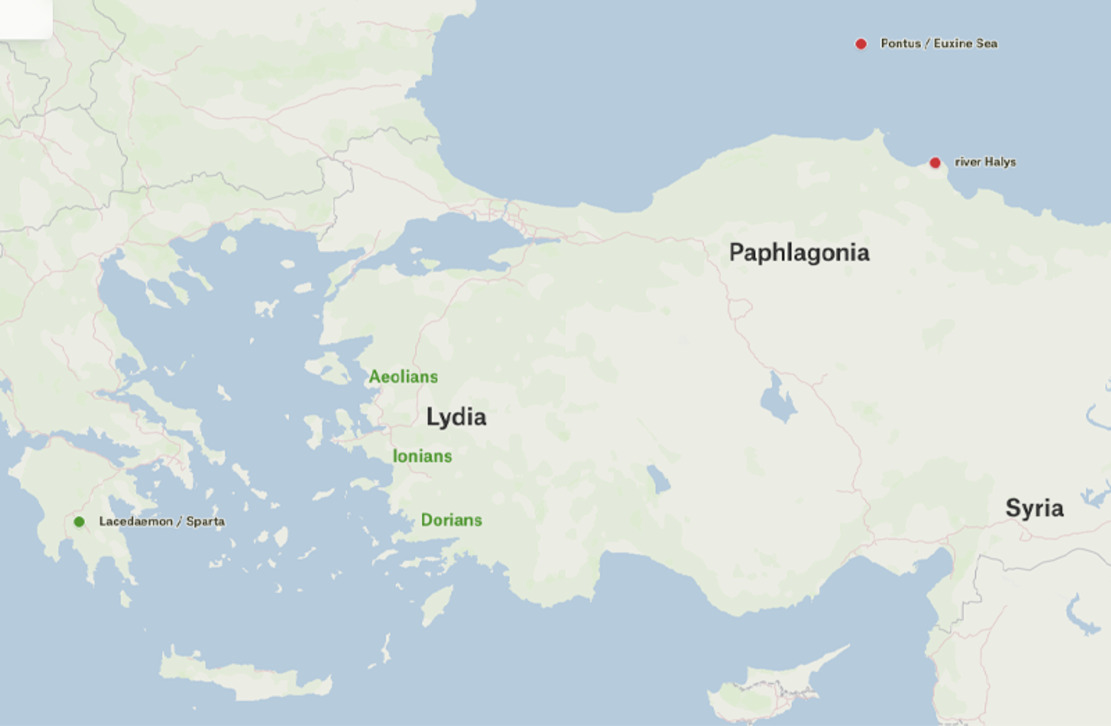 Pontus / Euxine Sea
river Halys
Paphlagonia
Aeolians
Lydia
Ionians
Syria
Dorians
Lacedaemon / Sparta